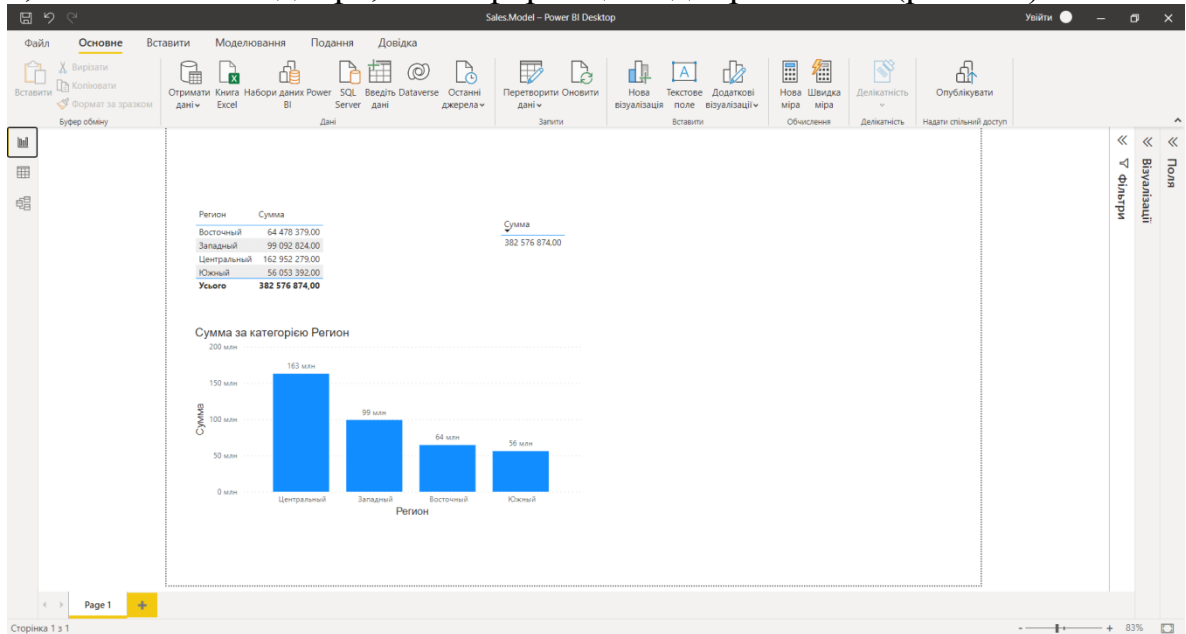 Sales.Model – Power BI Desktop
Увійти
Файл Основне Вставити Моделювання Подання Довідка
Вставити
Вирізати
Копіювати
Формат за зразком
Буфер обміну
Отримати дані
Книга Excel
Набори даних Power BI
SQL Server
Введіть дані
Dataverse
Останні джерела
Дані
Перетворити дані
Оновити
Запити
Нова візуалізація
Текстове поле
Додаткові візуалізації
Вставити
Нова міра
Швидка міра
Обчислення
Делікатність
Делікатність
Опублікувати
Надати спільний доступ
Фільтри
Візуалізації
Поля
Регион Сумма
Восточный 64 478 379,00
Западный 99 092 824,00
Центральный 162 952 279,00
Южный 56 053 392,00
Усього 382 576 874,00
Сумма
382 576 874,00
Сумма за категорією Регион
200 млн
150 млн
100 млн
50 млн
0 млн
Сумма
163 млн
99 млн
64 млн
56 млн
Центральный Западный Восточный Южный
Регион
Page 1
Сторінка 1 з 1
83%